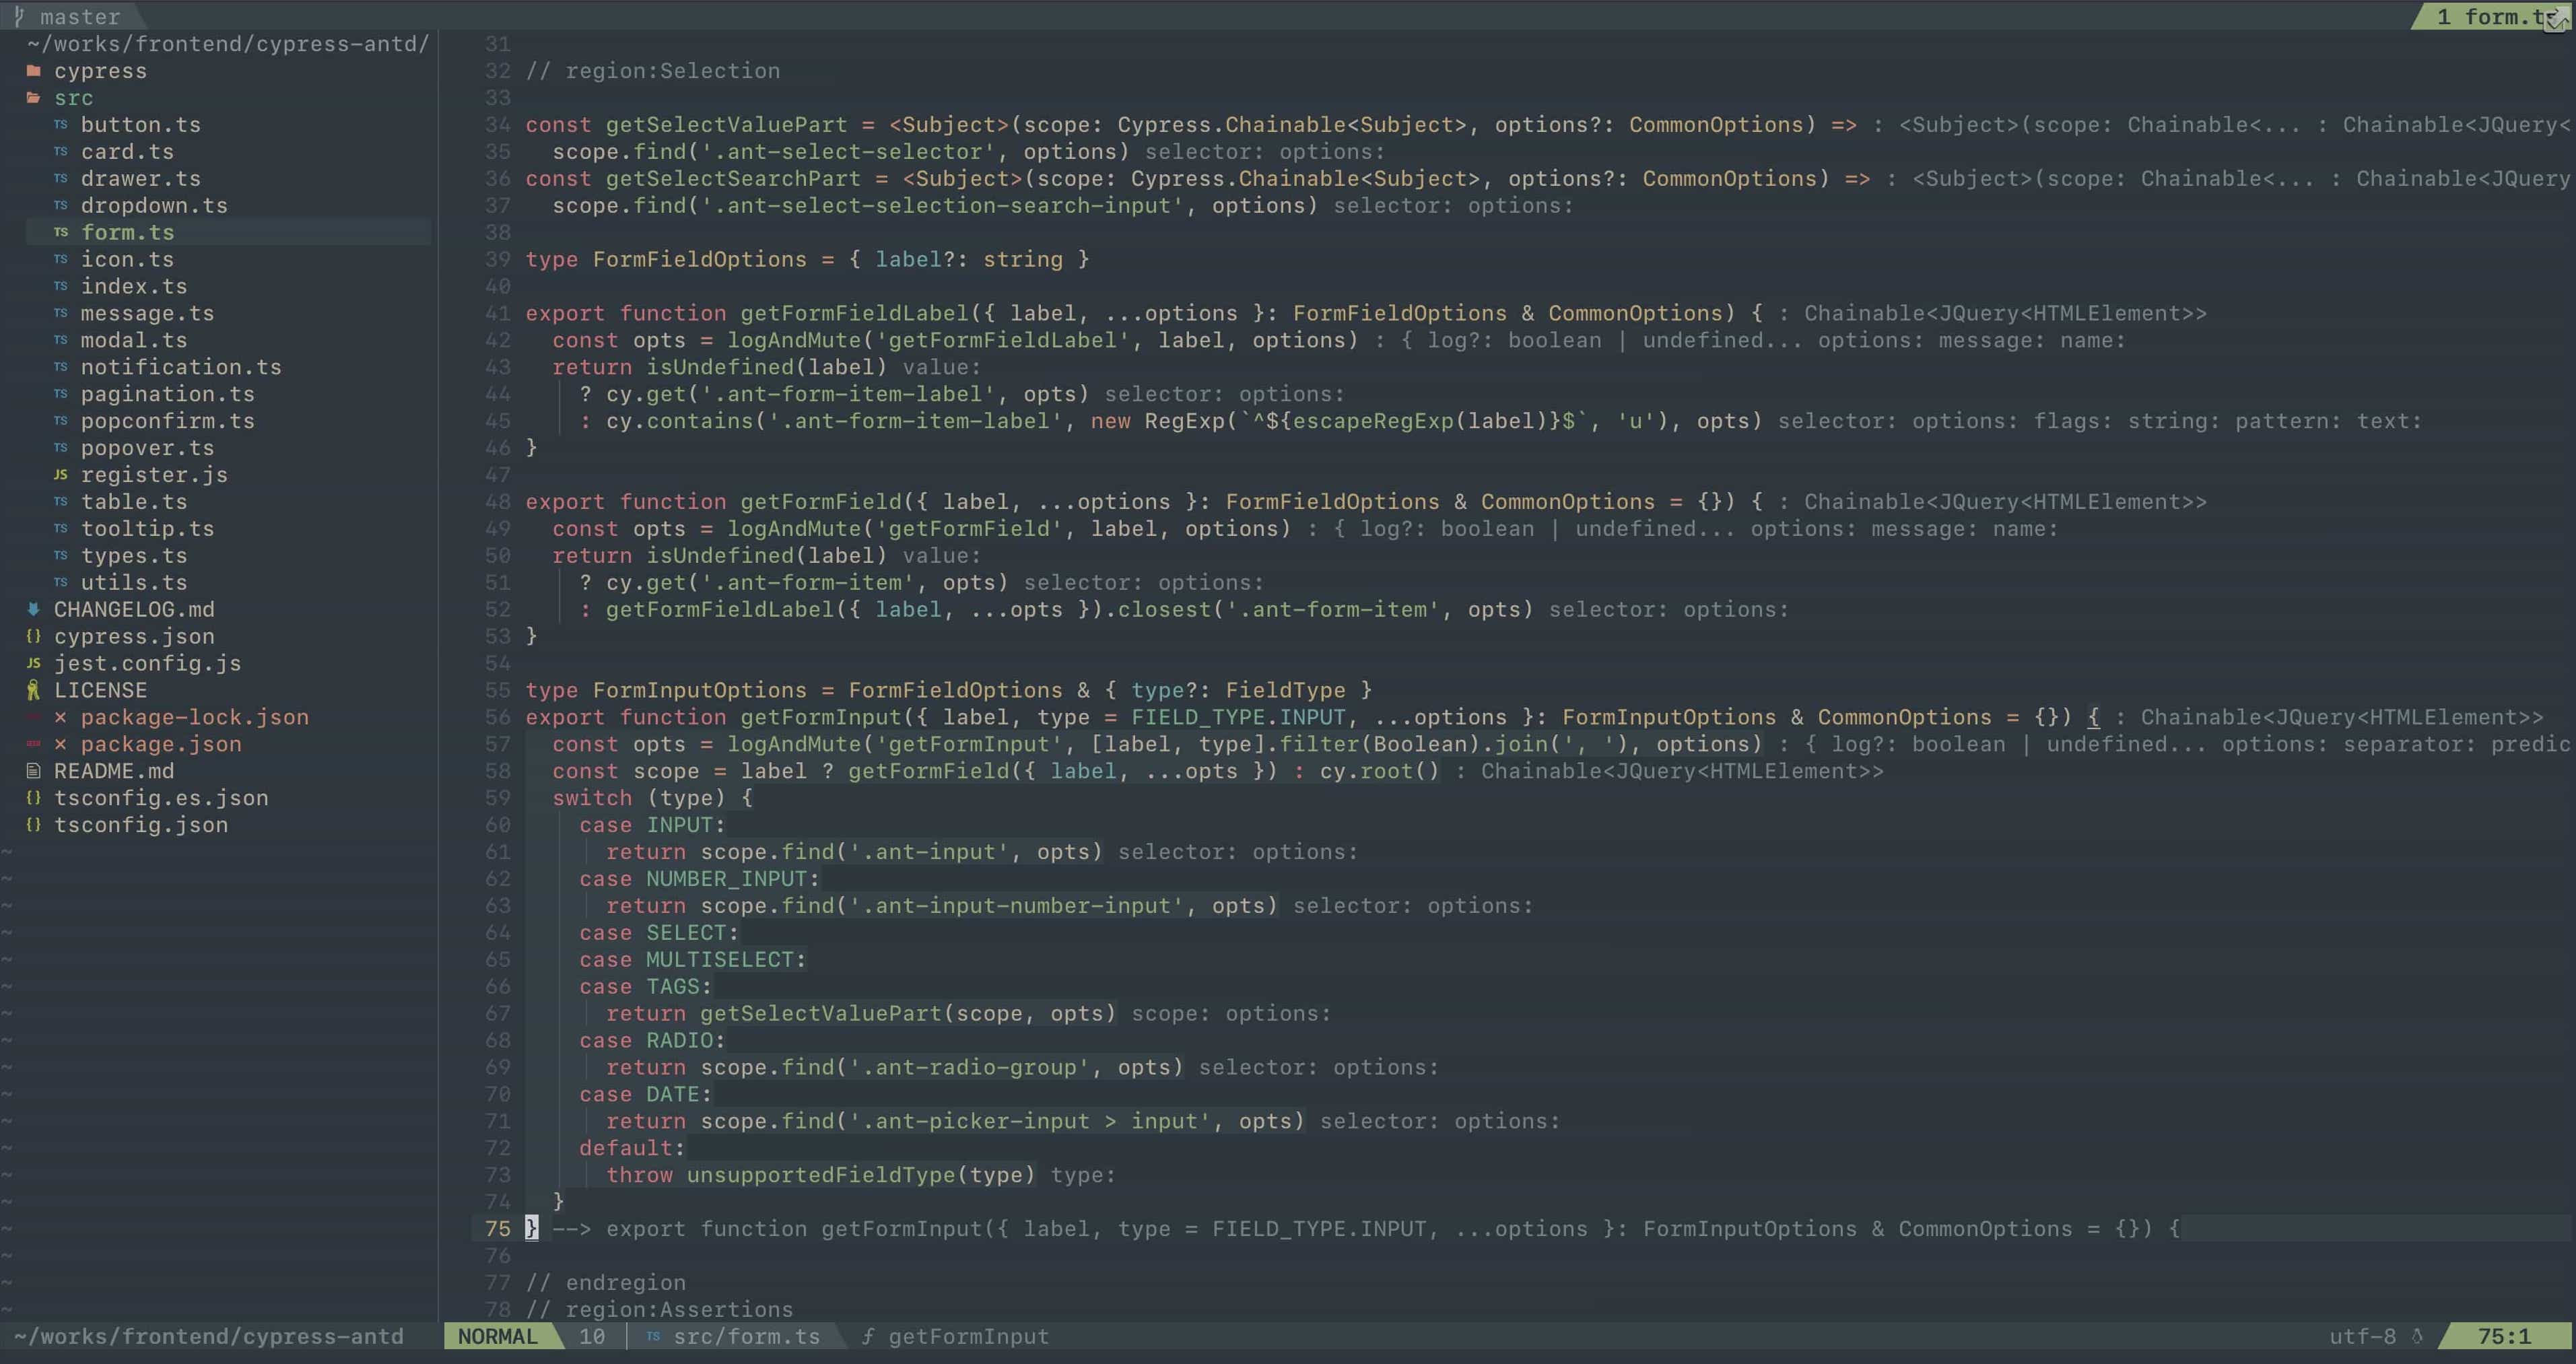 master
1 form.ts
~/works/frontend/cypress-antd/
cypress
src
TS button.ts
TS card.ts
TS drawer.ts
TS dropdown.ts
TS form.ts
TS icon.ts
TS index.ts
TS message.ts
TS modal.ts
TS notification.ts
TS pagination.ts
TS popconfirm.ts
TS popover.ts
JS register.js
TS table.ts
TS tooltip.ts
TS types.ts
TS utils.ts
CHANGELOG.md
{} cypress.json
JS jest.config.js
LICENSE
× package-lock.json
× package.json
README.md
{} tsconfig.es.json
{} tsconfig.json
31
32 // region:Selection
33
34 const getSelectValuePart = <Subject>(scope: Cypress.Chainable<Subject>, options?: CommonOptions) => : <Subject>(scope: Chainable<... : Chainable<JQuery<
35 scope.find('.ant-select-selector', options) selector: options:
36 const getSelectSearchPart = <Subject>(scope: Cypress.Chainable<Subject>, options?: CommonOptions) => : <Subject>(scope: Chainable<... : Chainable<JQuery
37 scope.find('.ant-select-selection-search-input', options) selector: options:
38
39 type FormFieldOptions = { label?: string }
40
41 export function getFormFieldLabel({ label, ...options }: FormFieldOptions & CommonOptions) { : Chainable<JQuery<HTMLElement>>
42 const opts = logAndMute('getFormFieldLabel', label, options) : { log?: boolean | undefined... options: message: name:
43 return isUndefined(label) value:
44 ? cy.get('.ant-form-item-label', opts) selector: options:
45 : cy.contains('.ant-form-item-label', new RegExp(`^${escapeRegExp(label)}$`, 'u'), opts) selector: options: flags: string: pattern: text:
46 }
47
48 export function getFormField({ label, ...options }: FormFieldOptions & CommonOptions = {}) { : Chainable<JQuery<HTMLElement>>
49 const opts = logAndMute('getFormField', label, options) : { log?: boolean | undefined... options: message: name:
50 return isUndefined(label) value:
51 ? cy.get('.ant-form-item', opts) selector: options:
52 : getFormFieldLabel({ label, ...opts }).closest('.ant-form-item', opts) selector: options:
53 }
54
55 type FormInputOptions = FormFieldOptions & { type?: FieldType }
56 export function getFormInput({ label, type = FIELD_TYPE.INPUT, ...options }: FormInputOptions & CommonOptions = {}) { : Chainable<JQuery<HTMLElement>>
57 const opts = logAndMute('getFormInput', [label, type].filter(Boolean).join(', '), options) : { log?: boolean | undefined... options: separator: predic
58 const scope = label ? getFormField({ label, ...opts }) : cy.root() : Chainable<JQuery<HTMLElement>>
59 switch (type) {
60 case INPUT:
61 return scope.find('.ant-input', opts) selector: options:
62 case NUMBER_INPUT:
63 return scope.find('.ant-input-number-input', opts) selector: options:
64 case SELECT:
65 case MULTISELECT:
66 case TAGS:
67 return getSelectValuePart(scope, opts) scope: options:
68 case RADIO:
69 return scope.find('.ant-radio-group', opts) selector: options:
70 case DATE:
71 return scope.find('.ant-picker-input > input', opts) selector: options:
72 default:
73 throw unsupportedFieldType(type) type:
74 }
75 } --> export function getFormInput({ label, type = FIELD_TYPE.INPUT, ...options }: FormInputOptions & CommonOptions = {}) {
76
77 // endregion
78 // region:Assertions
~/works/frontend/cypress-antd NORMAL 10 TS src/form.ts ƒ getFormInput utf-8 75:1